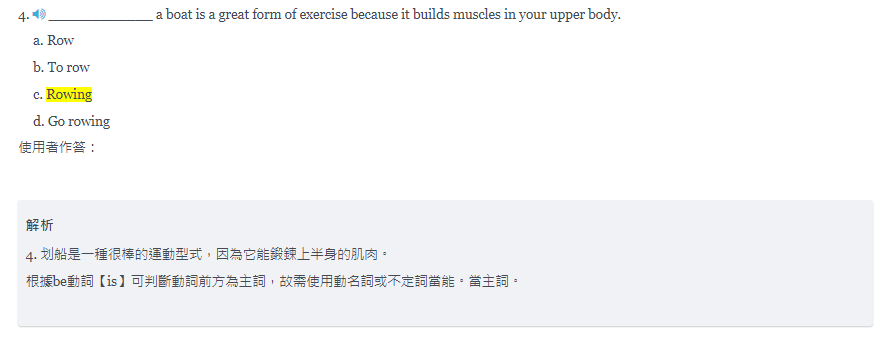 4. _____________ a boat is a great form of exercise because it builds muscles in your upper body.
a. Row
b. To row
c. Rowing
d. Go rowing
使用者作答：
解析
4. 划船是一種很棒的運動型式，因為它能鍛鍊上半身的肌肉。
根據be動詞【is】可判斷動詞前方為主詞，故需使用動名詞或不定詞當能。當主詞。